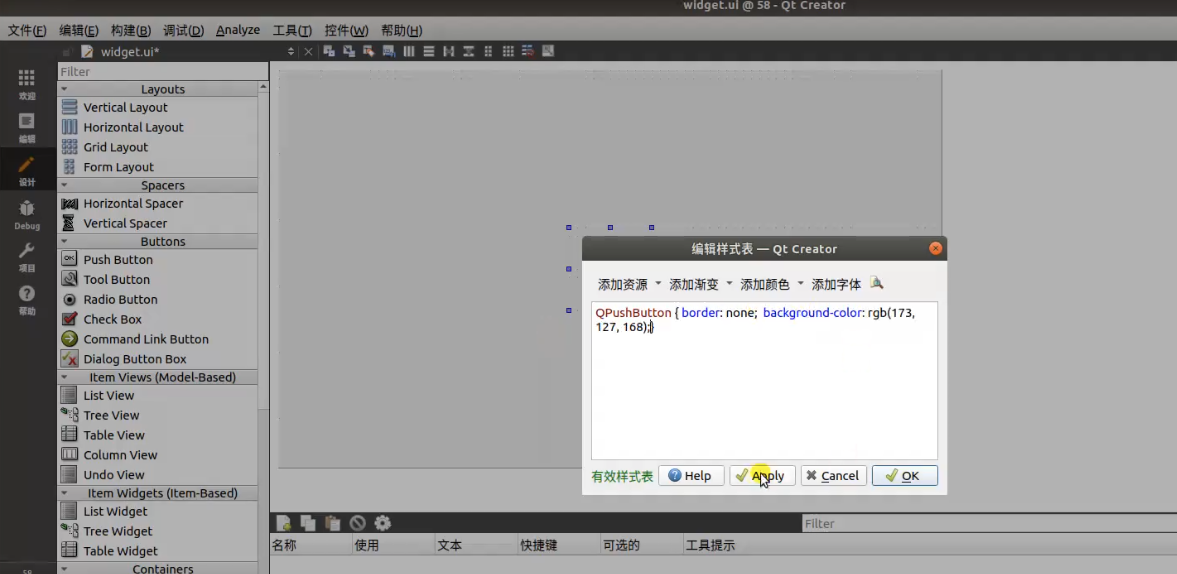 widget.ui @ 58 - Qt Creator
文件(F) 编辑(E) 构建(B) 调试(D) Analyze 工具(T) 控件(W) 帮助(H)
widget.ui*
Filter
欢迎
编辑
设计
Debug
项目
帮助
58
Layouts
Vertical Layout
Horizontal Layout
Grid Layout
Form Layout
Spacers
Horizontal Spacer
Vertical Spacer
Buttons
Push Button
Tool Button
Radio Button
Check Box
Command Link Button
Dialog Button Box
Item Views (Model-Based)
List View
Tree View
Table View
Column View
Undo View
Item Widgets (Item-Based)
List Widget
Tree Widget
Table Widget
Containers
编辑样式表 — Qt Creator
添加资源 添加渐变 添加颜色 添加字体
QPushButton { border: none; background-color: rgb(173,
127, 168);}
有效样式表 Help Apply Cancel OK
Filter
名称 使用 文本 快捷键 可选的 工具提示